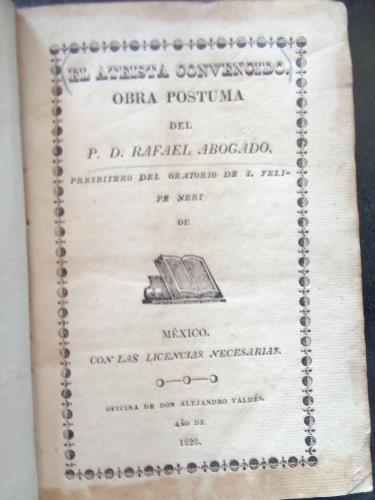 EL ATEISTA CONVENCIDO.
OBRA POSTUMA
DEL
P. D. RAFAEL ABOGADO,
PRESBITERO DEL ORATORIO DE S. FELI-
PE NERI
DE
MÉXICO.
CON LAS LICENCIAS NECESARIAS.
OFICINA DE DON ALEJANDRO VALDÉS.
AÑO DE
1828.